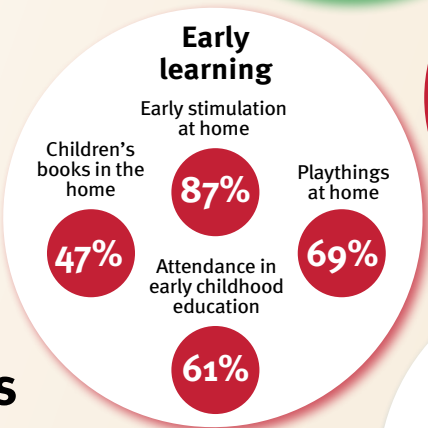 Early
learning
Early stimulation
at home
87%
Children's
books in the
home
47%
Playthings
at home
69%
Attendance in
early childhood
education
61%
s